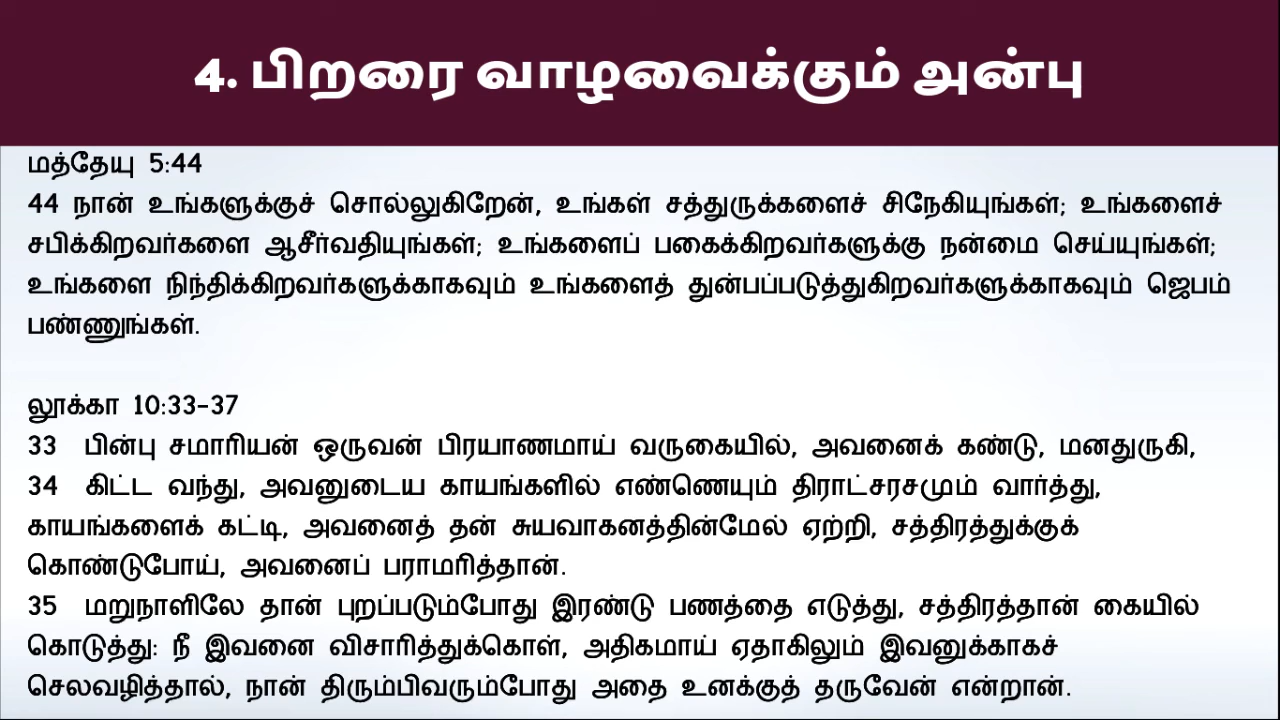 4. பிறரை வாழவைக்கும் அன்பு
மத்தேயு 5:44
44 நான் உங்களுக்குச் சொல்லுகிறேன், உங்கள் சத்துருக்களைச் சிநேகியுங்கள்; உங்களைச்
சபிக்கிறவர்களை ஆசீர்வதியுங்கள்; உங்களைப் பகைக்கிறவர்களுக்கு நன்மை செய்யுங்கள்;
உங்களை நிந்திக்கிறவர்களுக்காகவும் உங்களைத் துன்பப்படுத்துகிறவர்களுக்காகவும் ஜெபம்
பண்ணுங்கள்.
லூக்கா 10:33-37
33 பின்பு சமாரியன் ஒருவன் பிரயாணமாய் வருகையில், அவனைக் கண்டு, மனதுருகி,
34 கிட்ட வந்து, அவனுடைய காயங்களில் எண்ணெயும் திராட்சரசமும் வார்த்து,
காயங்களைக் கட்டி, அவனைத் தன் சுயவாகனத்தின்மேல் ஏற்றி, சத்திரத்துக்குக்
கொண்டுபோய், அவனைப் பராமரித்தான்.
35 மறுநாளிலே தான் புறப்படும்போது இரண்டு பணத்தை எடுத்து, சத்திரத்தான் கையில்
கொடுத்து: நீ இவனை விசாரித்துக்கொள், அதிகமாய் ஏதாகிலும் இவனுக்காகச்
செலவழித்தால், நான் திரும்பிவரும்போது அதை உனக்குத் தருவேன் என்றான்.